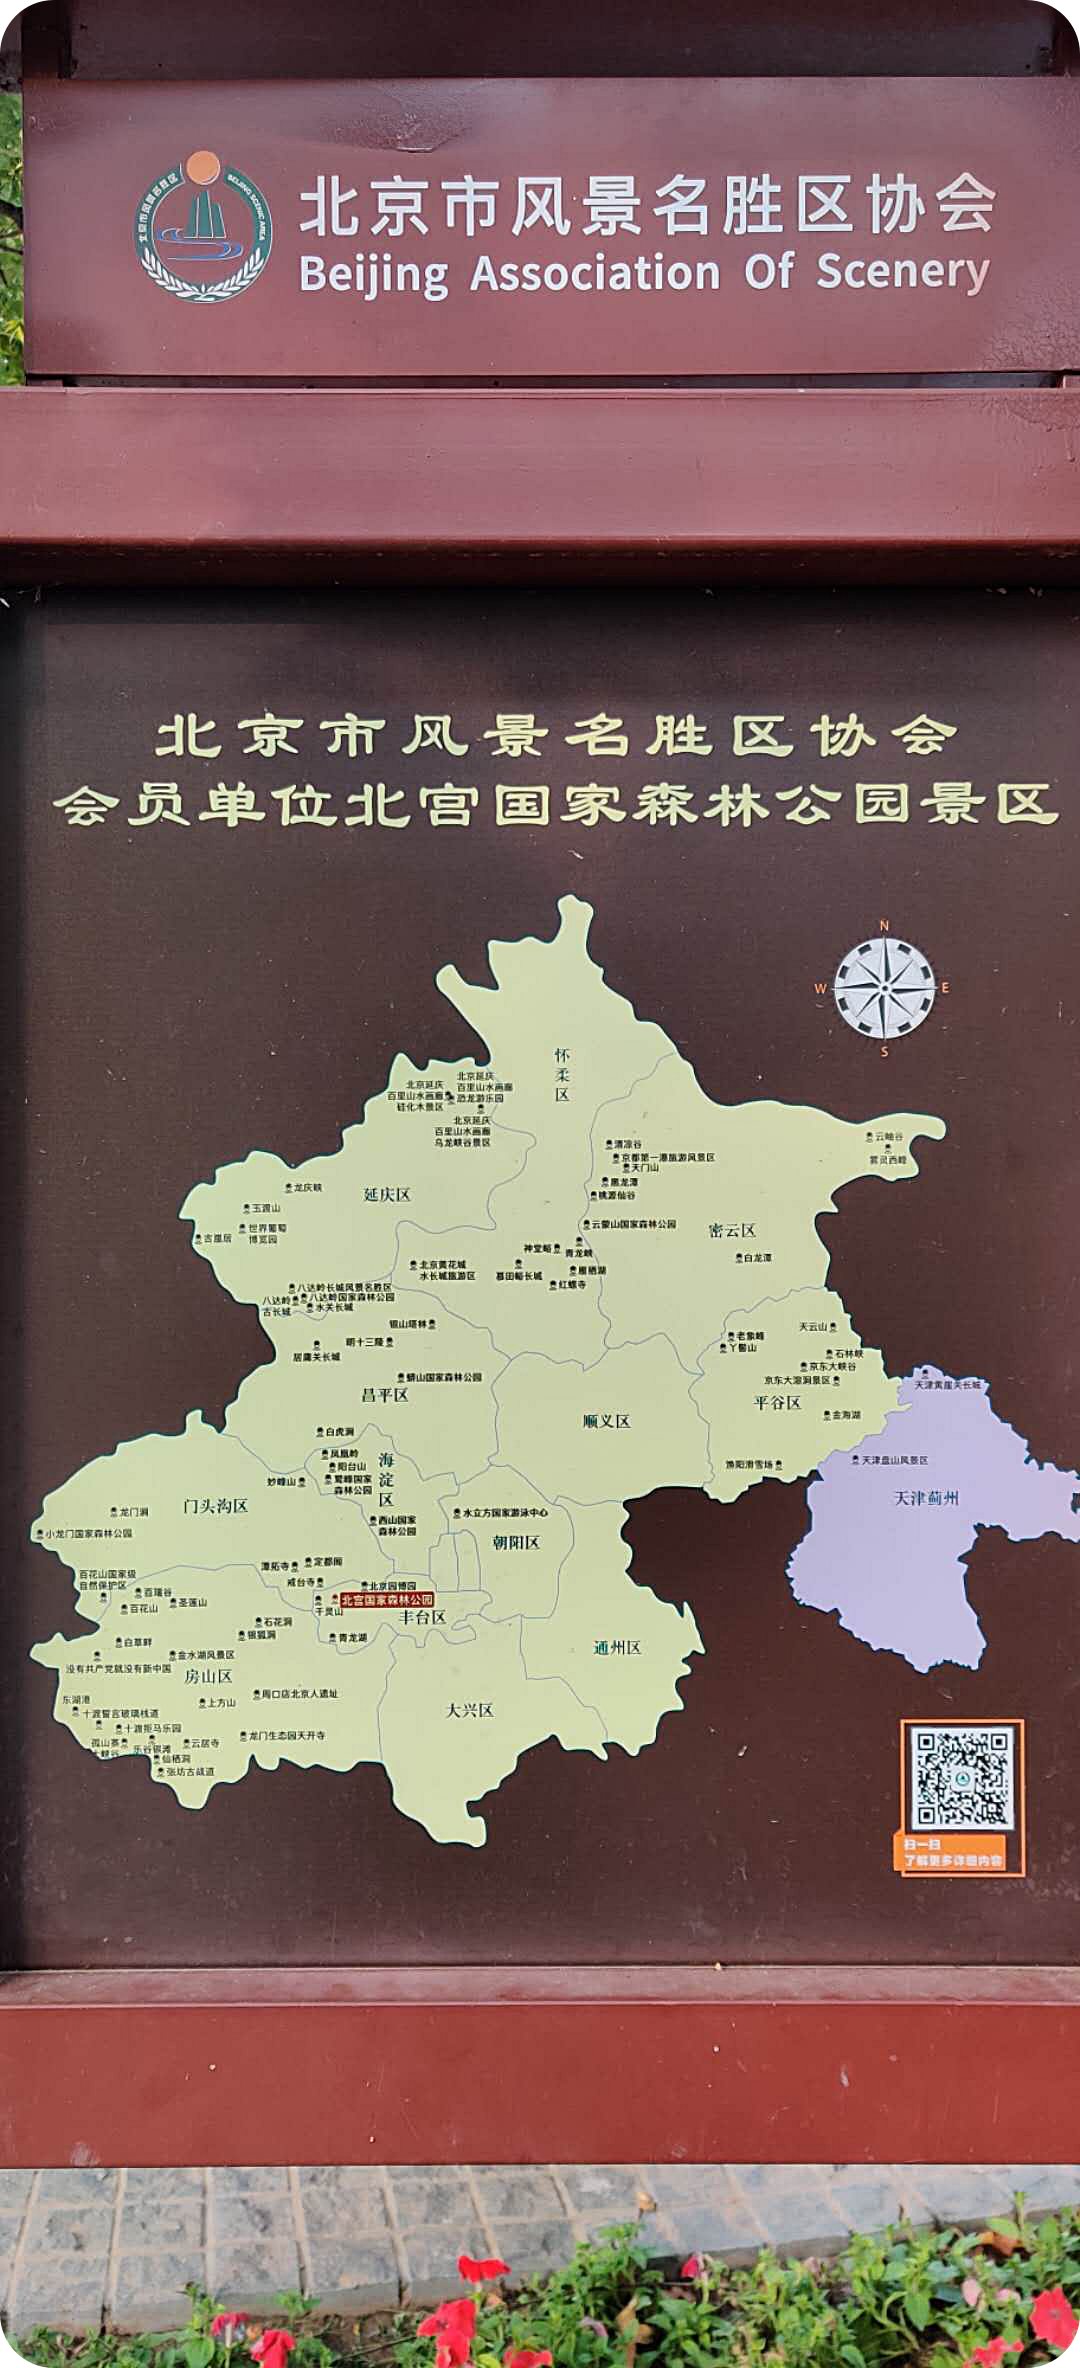 北京市风景名胜区
BEIJING SCENIC AREA
北京市风景名胜区协会
Beijing Association Of Scenery
北京市风景名胜区协会
会员单位北宫国家森林公园景区
N
W
E
S
怀柔区
北京延庆
百里山水画廊
硅化木景区
北京延庆
百里山水画廊
恐龙游乐园
北京延庆
百里山水画廊
乌龙峡谷景区
清凉谷
京都第一瀑旅游风景区
天门山
黑龙潭
桃源仙谷
云岫谷
雾灵西峰
龙庆峡
延庆区
玉渡山
世界葡萄
博览园
古崖居
云蒙山国家森林公园
密云区
神堂峪
青龙峡
白龙潭
北京黄花城
水长城旅游区
慕田峪长城
雁栖湖
红螺寺
八达岭长城风景名胜区
八达岭国家森林公园
八达岭
古长城
水关长城
银山塔林
明十三陵
居庸关长城
蟒山国家森林公园
昌平区
顺义区
老象峰
丫髻山
天云山
石林峡
京东大峡谷
京东大溶洞景区
平谷区
金海湖
渔阳滑雪场
天津黄崖关长城
天津盘山风景区
天津蓟州
白虎涧
凤凰岭
阳台山
鹫峰国家
森林公园
妙峰山
海淀区
西山国家
森林公园
水立方国家游泳中心
朝阳区
门头沟区
龙门涧
小龙门国家森林公园
百花山国家级
自然保护区
百瑞谷
百花山
圣莲山
潭柘寺
定都阁
戒台寺
北京园博园
北宫国家森林公园
千灵山
丰台区
青龙湖
石花洞
银狐洞
白草畔
金水湖风景区
没有共产党就没有新中国
房山区
东湖港
十渡誓言玻璃栈道
上方山
周口店北京人遗址
十渡拒马乐园
孤山寨
大峡谷
乐谷银滩
云居寺
龙门生态园天开寺
仙栖洞
张坊古战道
大兴区
通州区
扫一扫
了解更多详细内容